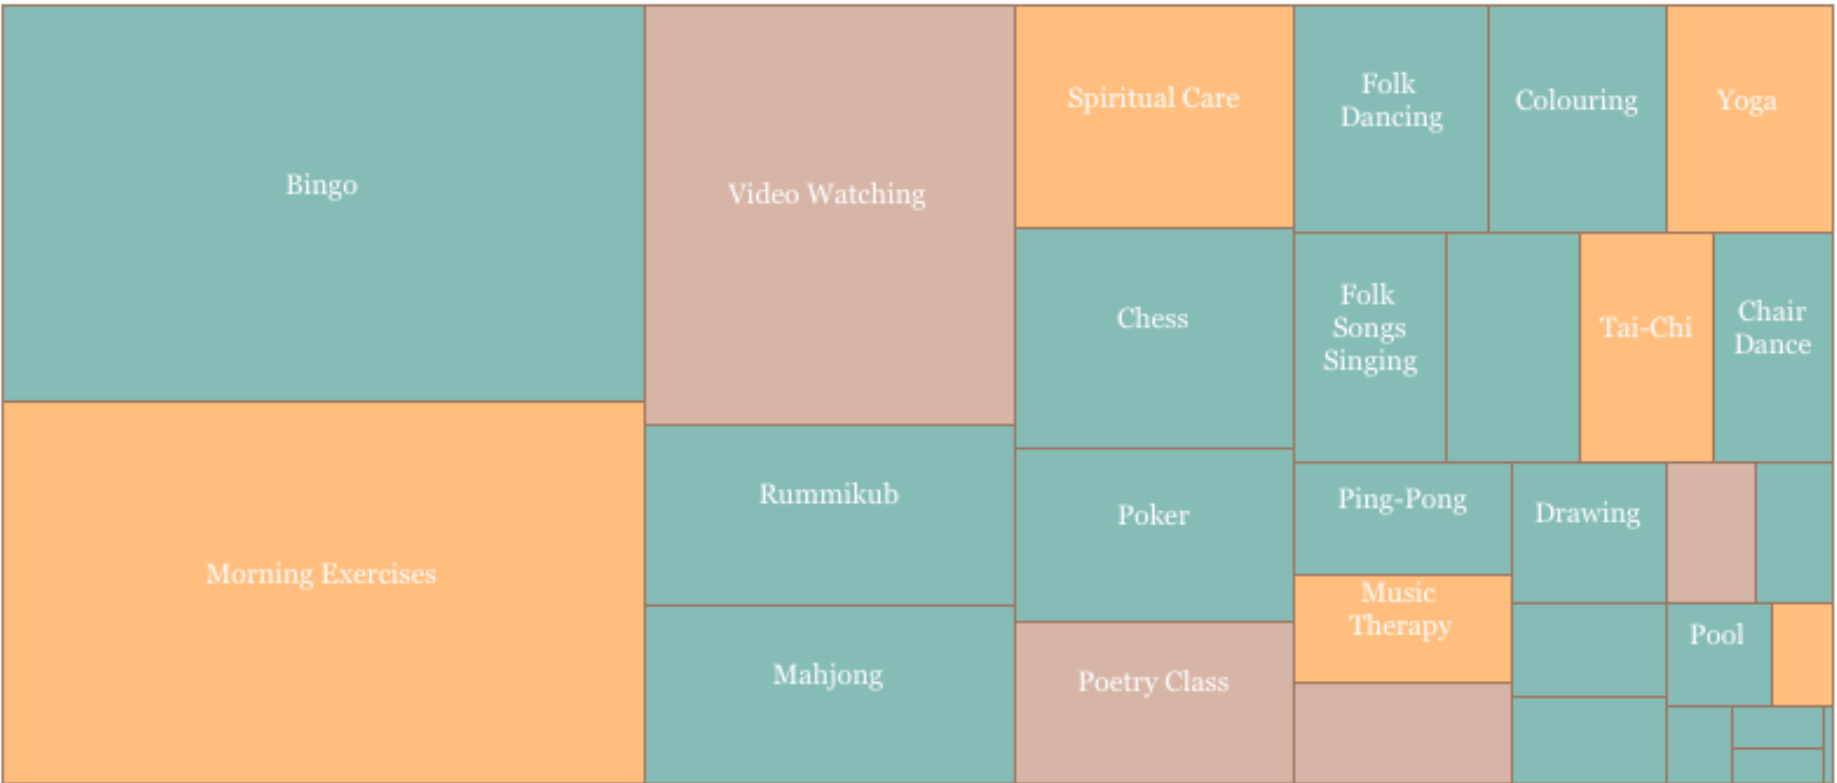 Bingo
Morning Exercises
Video Watching
Rummikub
Mahjong
Spiritual Care
Chess
Poker
Poetry Class
Folk
Dancing
Colouring
Yoga
Folk
Songs
Singing
Tai-Chi
Chair
Dance
Ping-Pong
Music
Therapy
Drawing
Pool